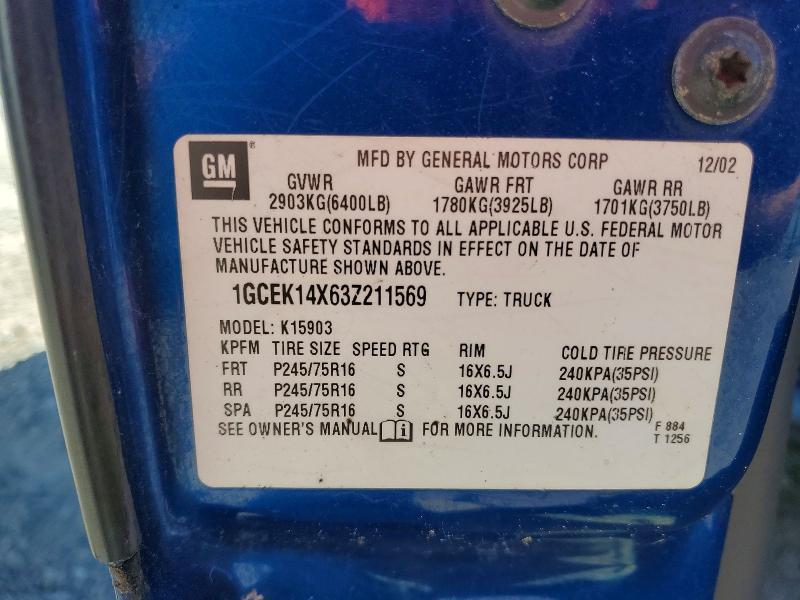 GM ® MFD BY GENERAL MOTORS CORP 12/02
GVWR GAWR FRT GAWR RR
2903KG(6400LB) 1780KG(3925LB) 1701KG(3750LB)
THIS VEHICLE CONFORMS TO ALL APPLICABLE U.S. FEDERAL MOTOR
VEHICLE SAFETY STANDARDS IN EFFECT ON THE DATE OF
MANUFACTURE SHOWN ABOVE.
1GCEK14X63Z211569 TYPE: TRUCK
MODEL: K15903
KPFM TIRE SIZE SPEED RTG RIM COLD TIRE PRESSURE
FRT P245/75R16 S 16X6.5J 240KPA(35PSI)
RR P245/75R16 S 16X6.5J 240KPA(35PSI)
SPA P245/75R16 S 16X6.5J 240KPA(35PSI)
SEE OWNER'S MANUAL i FOR MORE INFORMATION.
F 884
T 1256